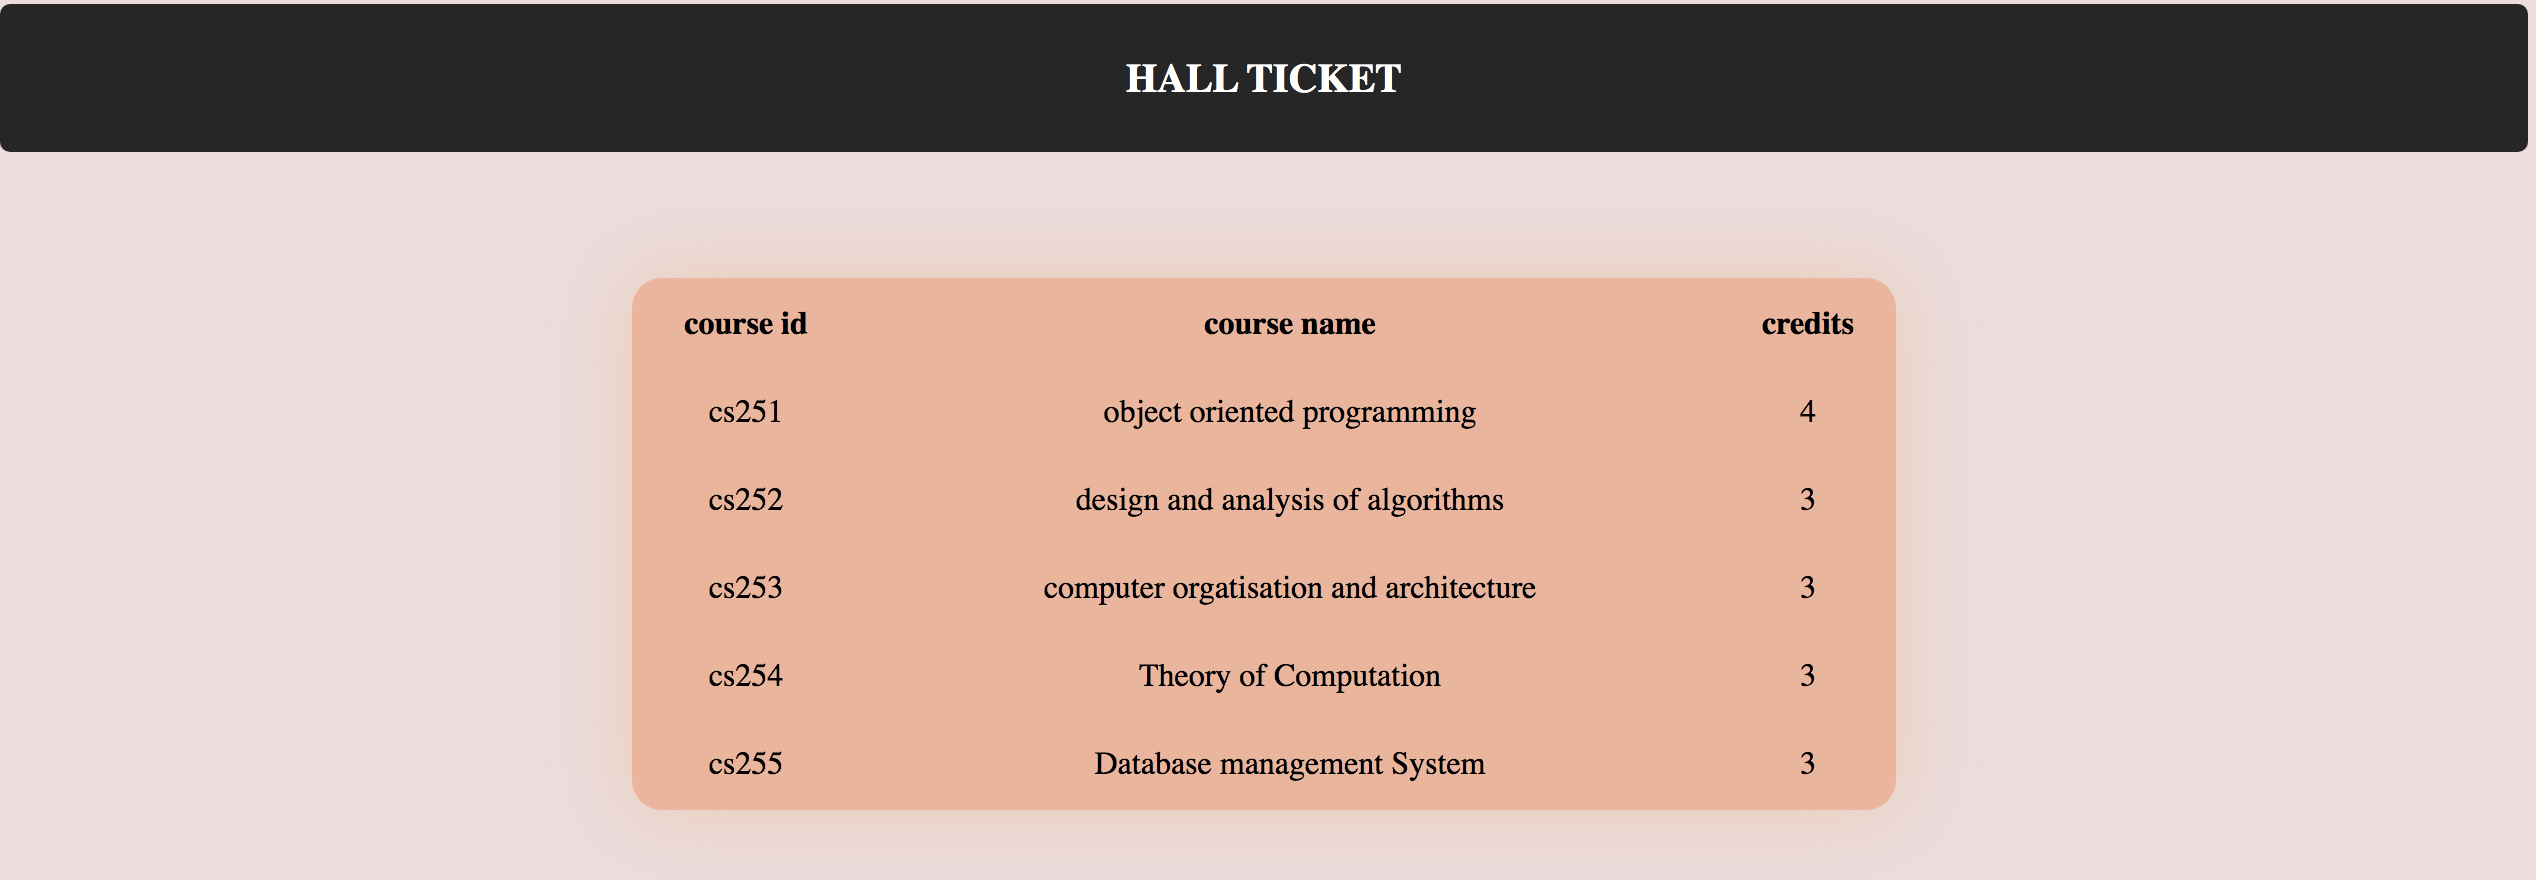 HALL TICKET
course id course name credits
cs251 object oriented programming 4
cs252 design and analysis of algorithms 3
cs253 computer orgatisation and architecture 3
cs254 Theory of Computation 3
cs255 Database management System 3